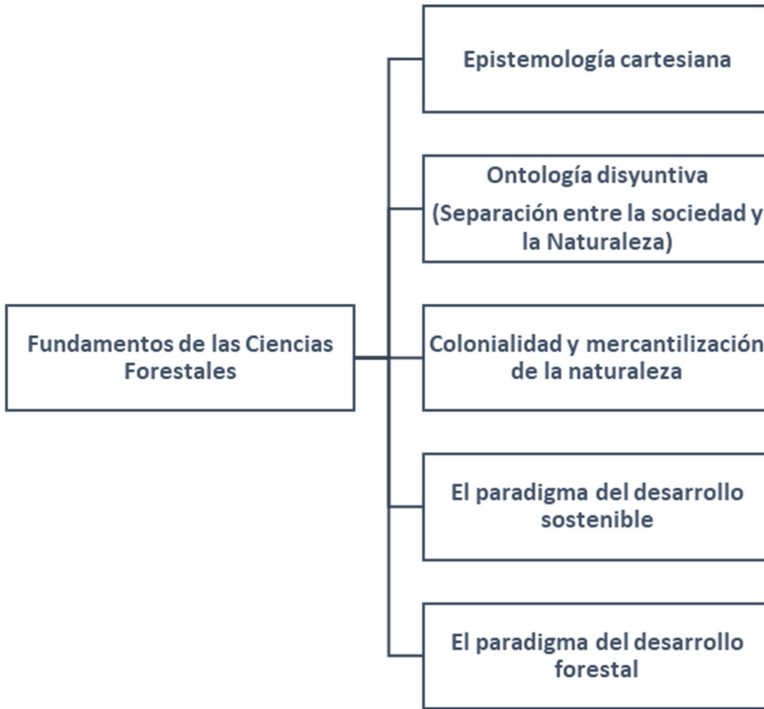 Epistemología cartesiana
Ontología disyuntiva
(Separación entre la sociedad y
la Naturaleza)
Fundamentos de las Ciencias
Forestales
Colonialidad y mercantilización
de la naturaleza
El paradigma del desarrollo
sostenible
El paradigma del desarrollo
forestal